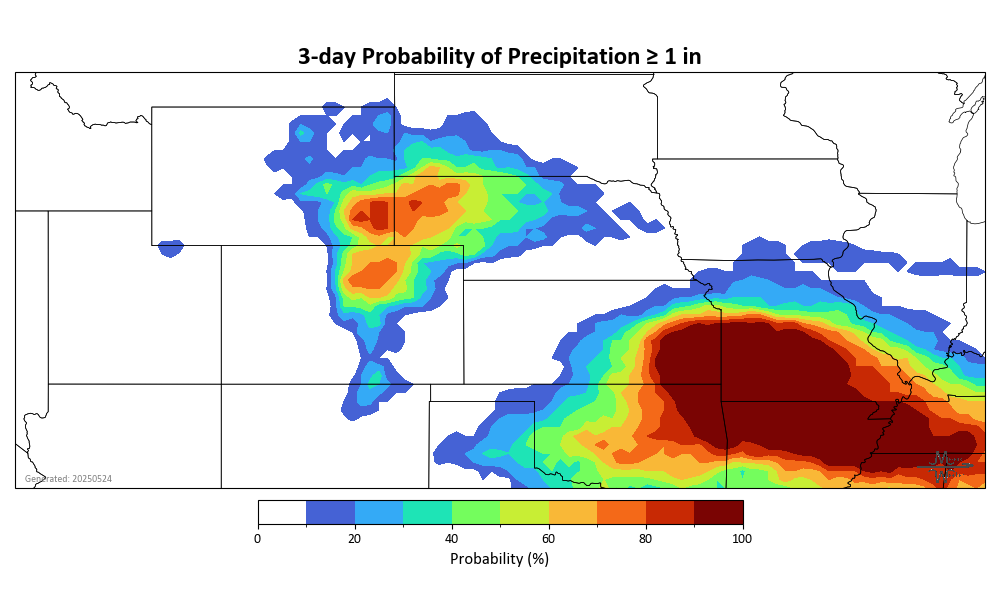 3-day Probability of Precipitation ≥ 1 in
Generated: 20250524
0 20 40 60 80 100
Probability (%)